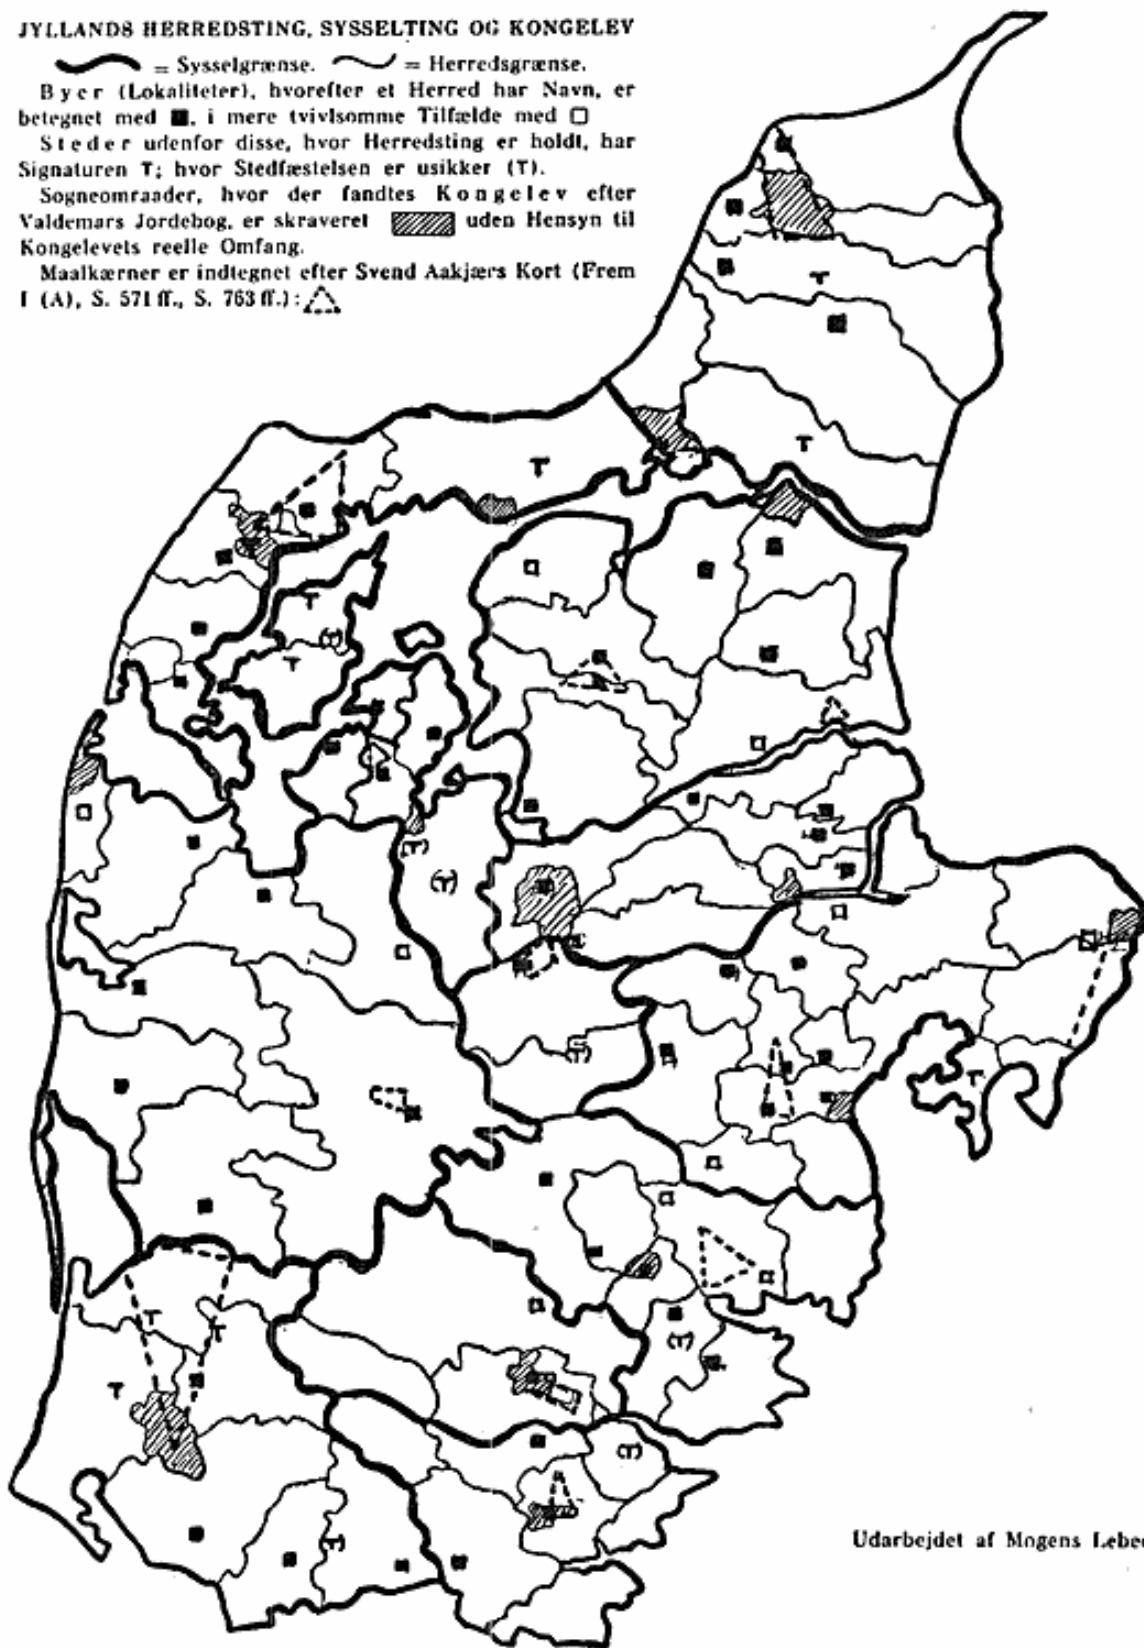 JYLLANDS HERREDSTING, SYSSELTING OG KONGELEV
= Sysselgrænse. = Herredsgrænse.
Byer (Lokaliteter), hvorefter et Herred har Navn, er
betegnet med ■, i mere tvivlsomme Tilfælde med □
Steder udenfor disse, hvor Herredsting er holdt, har
Signaturen T; hvor Stedfæstelsen er usikker (T).
Sogneomraader, hvor der fandtes Kongelev efter
Valdemars Jordebog, er skraveret uden Hensyn til
Kongelevets reelle Omfang.
Maalkærner er indtegnet efter Svend Aakjærs Kort (Frem
I (A), S. 571 ff., S. 763 ff.):
T
T
T
T
(T)
T
(T)
(T)
(T)
T
T
T
(T)
T
(T)
(T)
Udarbejdet af Mogens Lebec